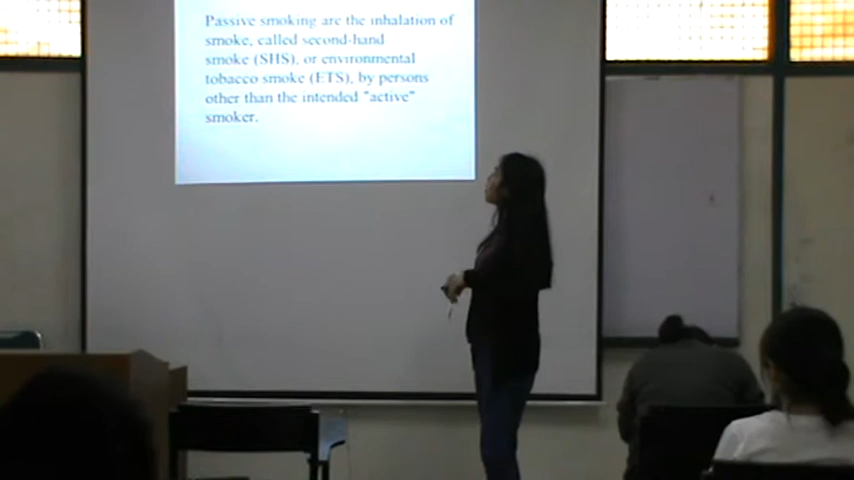 Passive smoking are the inhalation of
smoke, called second-hand
smoke (SHS), or environmental
tobacco smoke (ETS), by persons
other than the intended "active"
smoker.